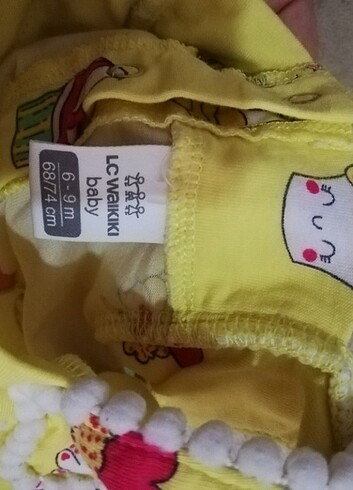 LC WAIKIKI
baby
6 - 9 m
68/74 cm